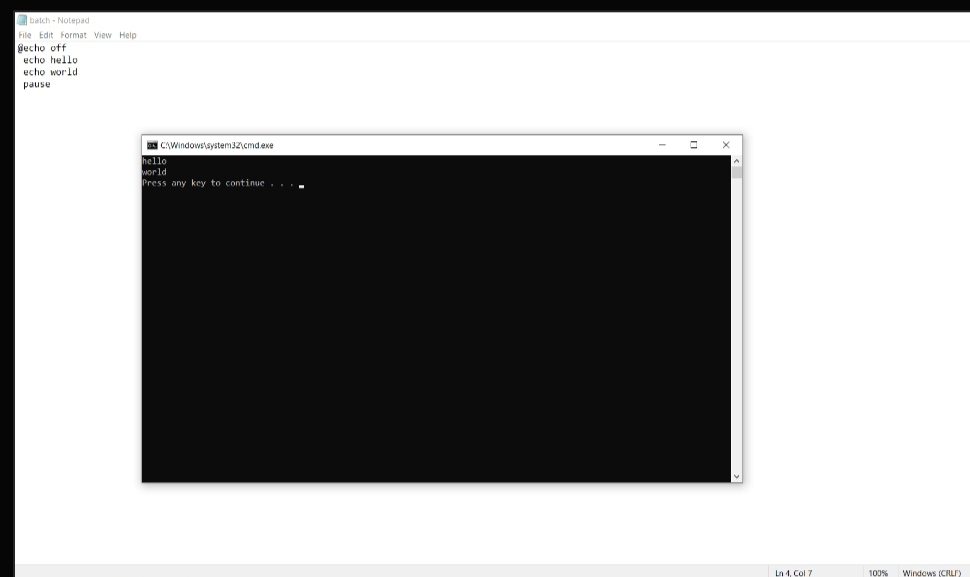 batch - Notepad
File Edit Format View Help
@echo off
echo hello
echo world
pause
C:\Windows\system32\cmd.exe
hello
world
Press any key to continue . . .
Ln 4, Col 7 100% Windows (CRLF)